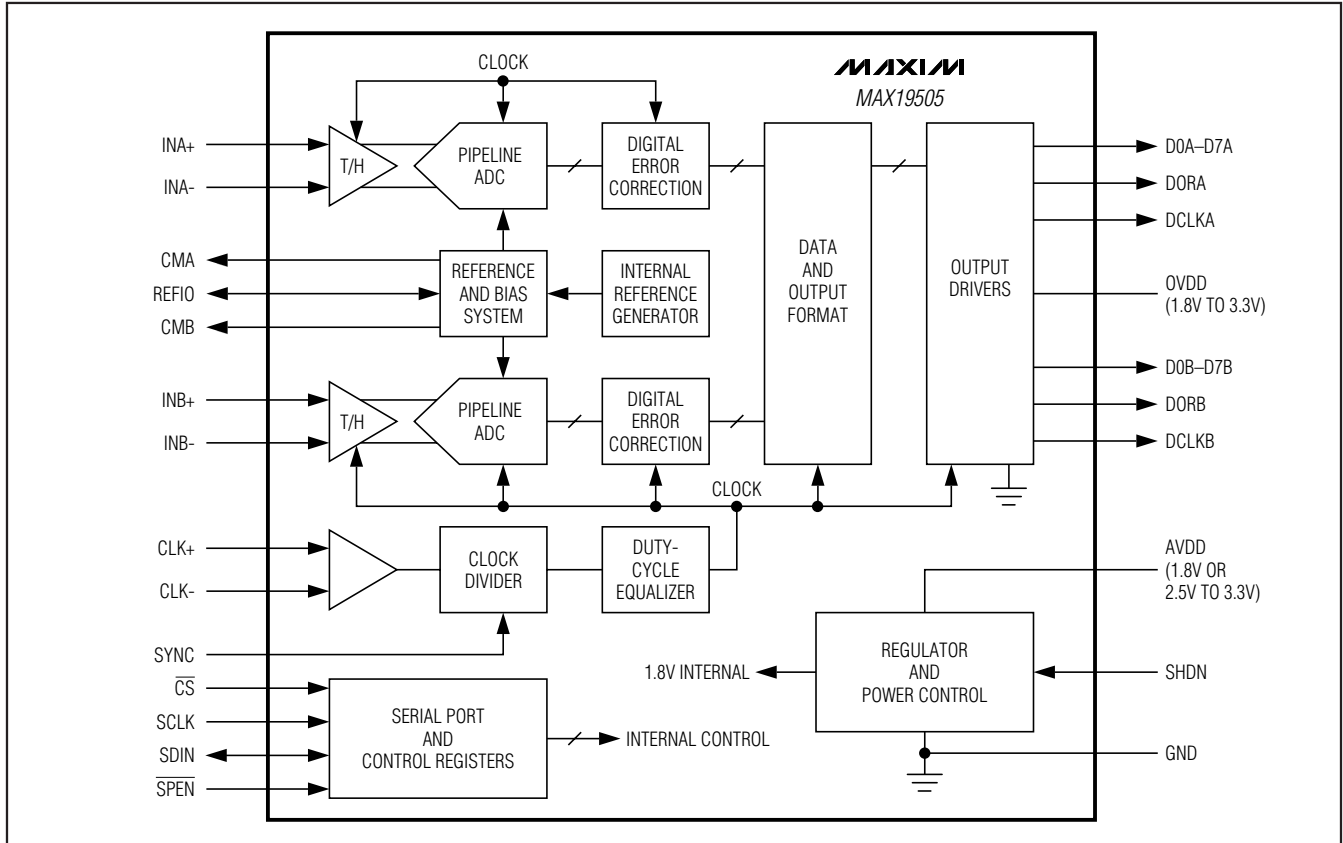 CLOCK
MAXIM
MAX19505
INA+
INA-
T/H
PIPELINE
ADC
DIGITAL
ERROR
CORRECTION
DATA
AND
OUTPUT
FORMAT
OUTPUT
DRIVERS
D0A–D7A
DORA
DCLKA
CMA
REFIO
CMB
REFERENCE
AND BIAS
SYSTEM
INTERNAL
REFERENCE
GENERATOR
OVDD
(1.8V TO 3.3V)
INB+
INB-
T/H
PIPELINE
ADC
DIGITAL
ERROR
CORRECTION
D0B–D7B
DORB
DCLKB
CLOCK
CLK+
CLK-
CLOCK
DIVIDER
DUTY-
CYCLE
EQUALIZER
AVDD
(1.8V OR
2.5V TO 3.3V)
SYNC
1.8V INTERNAL
REGULATOR
AND
POWER CONTROL
SHDN
GND
CS
SCLK
SDIN
SPEN
SERIAL PORT
AND
CONTROL REGISTERS
INTERNAL CONTROL